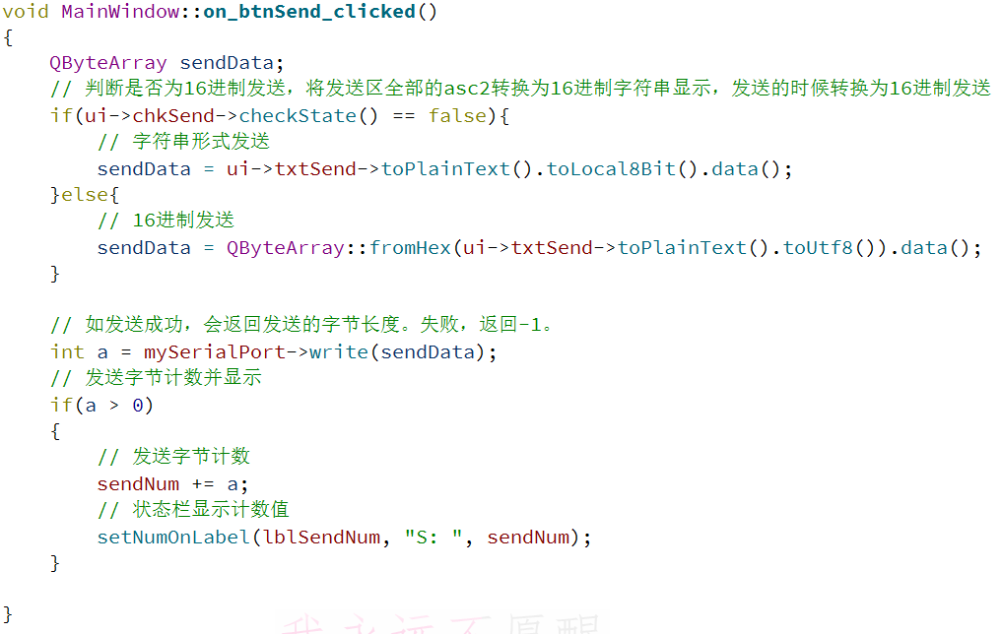 void MainWindow::on_btnSend_clicked()
{
    QByteArray sendData;
    // 判断是否为16进制发送，将发送区全部的asc2转换为16进制字符串显示，发送的时候转换为16进制发送
    if(ui->chkSend->checkState() == false){
        // 字符串形式发送
        sendData = ui->txtSend->toPlainText().toLocal8Bit().data();
    }else{
        // 16进制发送
        sendData = QByteArray::fromHex(ui->txtSend->toPlainText().toUtf8()).data();
    }
    // 如发送成功，会返回发送的字节长度。失败，返回-1。
    int a = mySerialPort->write(sendData);
    // 发送字节计数并显示
    if(a > 0)
    {
        // 发送字节计数
        sendNum += a;
        // 状态栏显示计数值
        setNumOnLabel(lblSendNum, "S: ", sendNum);
    }
}
我永远不愿醒